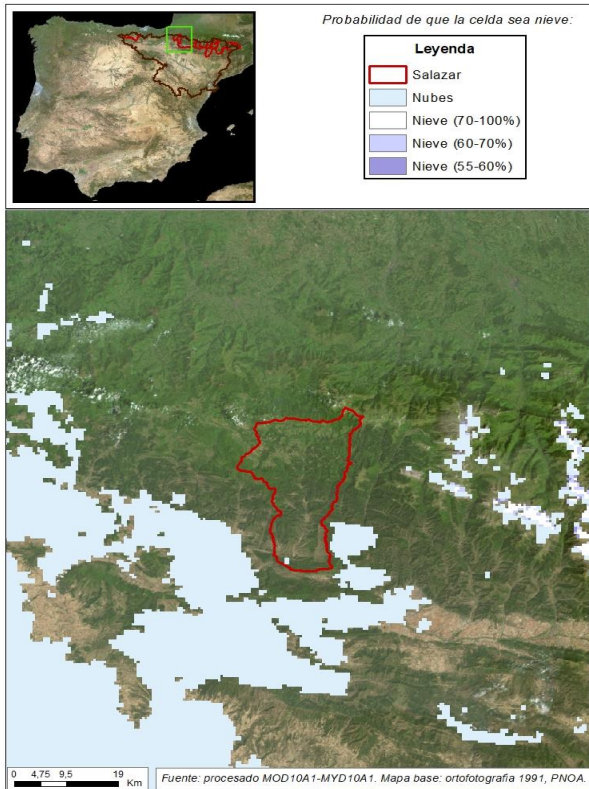 Probabilidad de que la celda sea nieve:
Leyenda
Salazar
Nubes
Nieve (70-100%)
Nieve (60-70%)
Nieve (55-60%)
0 4,75 9,5 19
Km
Fuente: procesado MOD10A1-MYD10A1. Mapa base: ortofotografía 1991, PNOA.